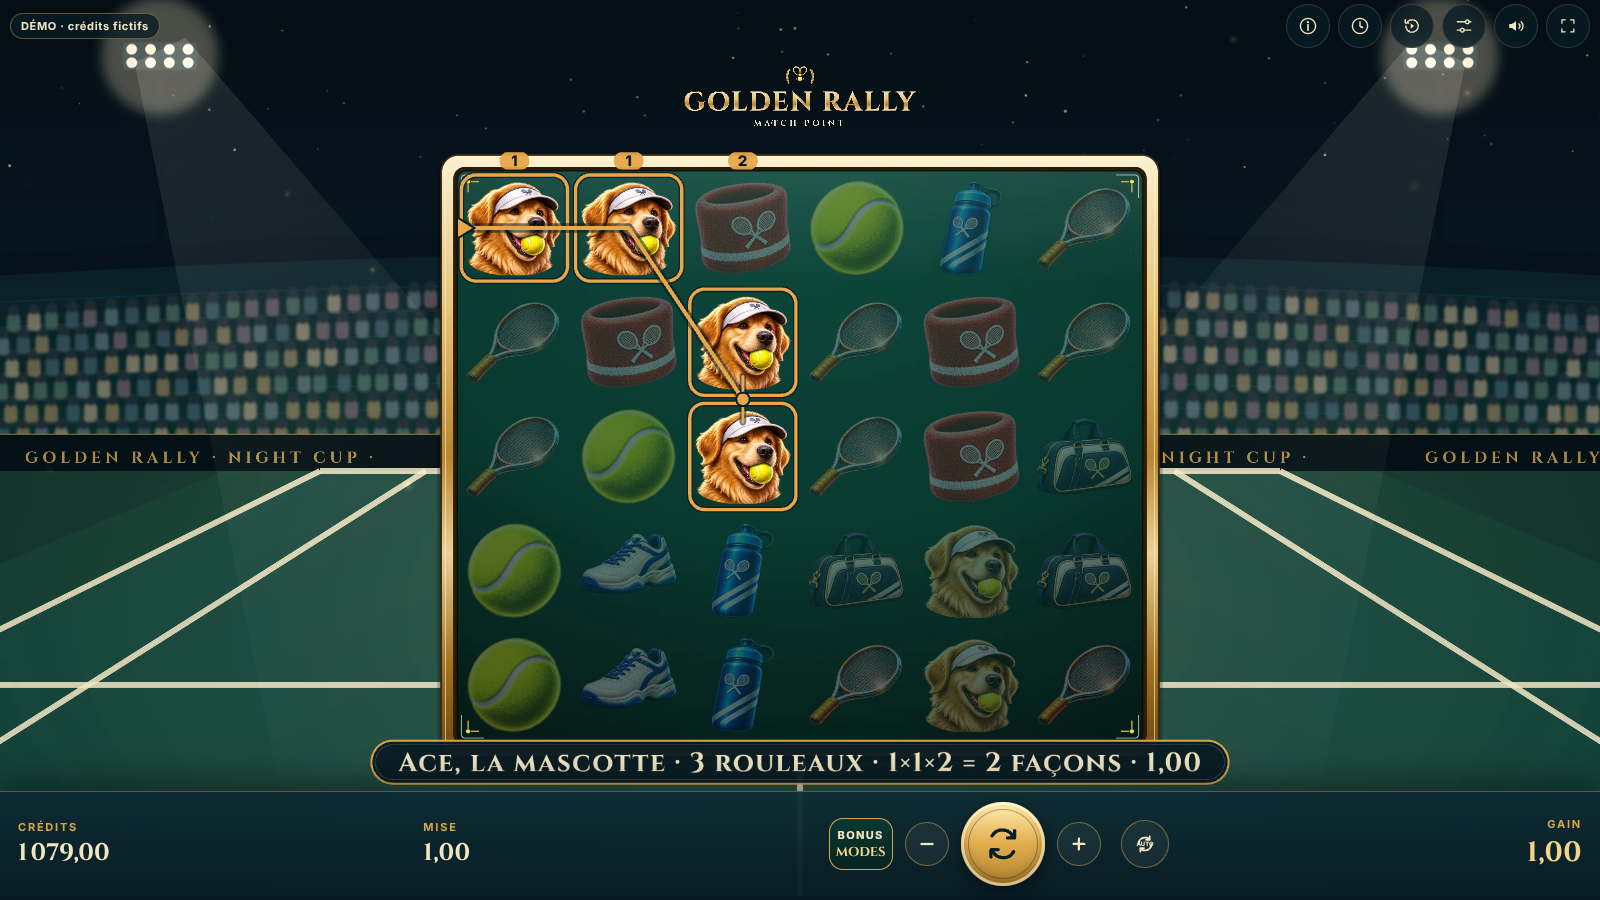 DÉMO · crédits fictifs
GOLDEN RALLY
MATCH POINT
1
1
2
GOLDEN RALLY · NIGHT CUP ·
NIGHT CUP ·
GOLDEN RALLY
ACE, LA MASCOTTE · 3 ROULEAUX · 1×1×2 = 2 FAÇONS · 1,00
CRÉDITS
1079,00
MISE
1,00
BONUS
MODES
AUTO
GAIN
1,00